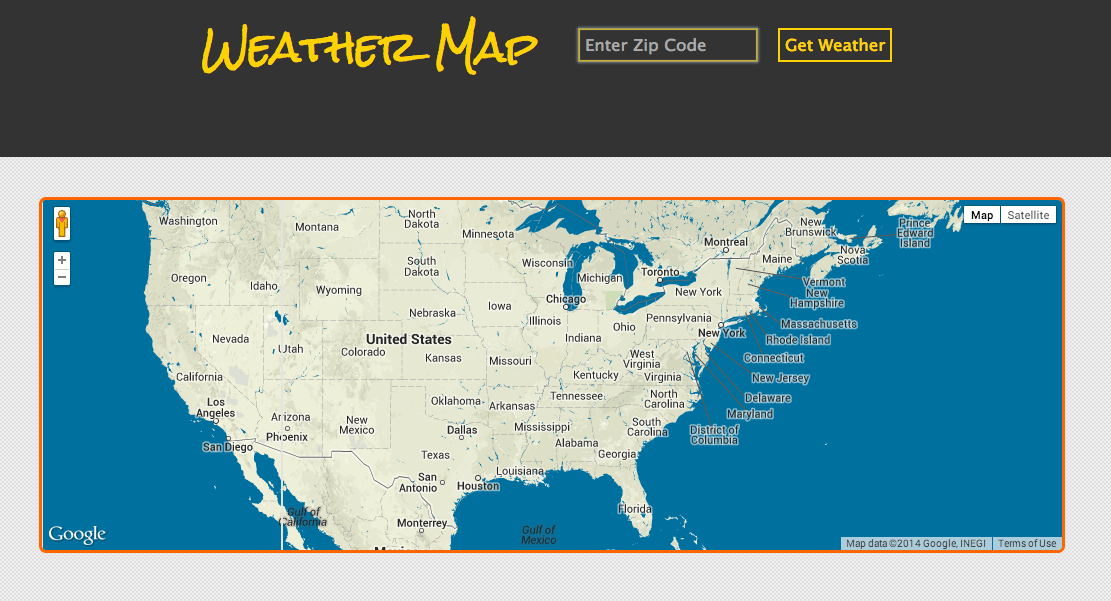 Weather Map
Enter Zip Code
Get Weather
Map
Satellite
+
−
Washington
Montana
North
Dakota
Minnesota
Montreal
New
Brunswick
Prince
Edward
Island
Nova
Scotia
Maine
Oregon
Idaho
Wyoming
South
Dakota
Wisconsin
Michigan
Toronto
New York
Vermont
New
Hampshire
Nebraska
Iowa
Chicago
Illinois
Ohio
Pennsylvania
New York
Massachusetts
Rhode Island
Nevada
Utah
United States
Colorado
Kansas
Missouri
Indiana
West
Virginia
Connecticut
New Jersey
California
Kentucky
Virginia
Delaware
Maryland
Los
Angeles
Arizona
New
Mexico
Oklahoma
Arkansas
Tennessee
North
Carolina
San Diego
Phoenix
Dallas
Mississippi
Alabama
South
Carolina
District of
Columbia
Texas
Georgia
San
Antonio
Houston
Louisiana
Gulf of
California
Monterrey
Gulf of
Mexico
Florida
Google
Map data ©2014 Google, INEGI
Terms of Use